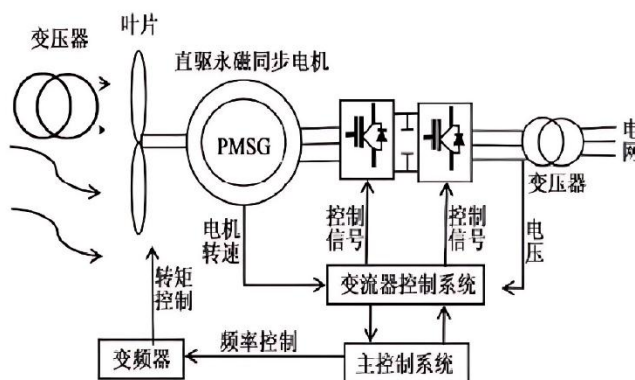 叶片
变压器
直驱永磁同步电机
PMSG
电
网
变压器
电机
转速
控制
信号
控制
信号
电
压
转矩
控制
变流器控制系统
频率控制
变频器
主控制系统